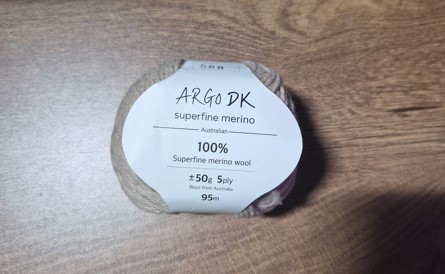 ARGO DK
superfine merino
Australian
100%
Superfine merino wool
±50g 5ply
Wool from Australia
95m